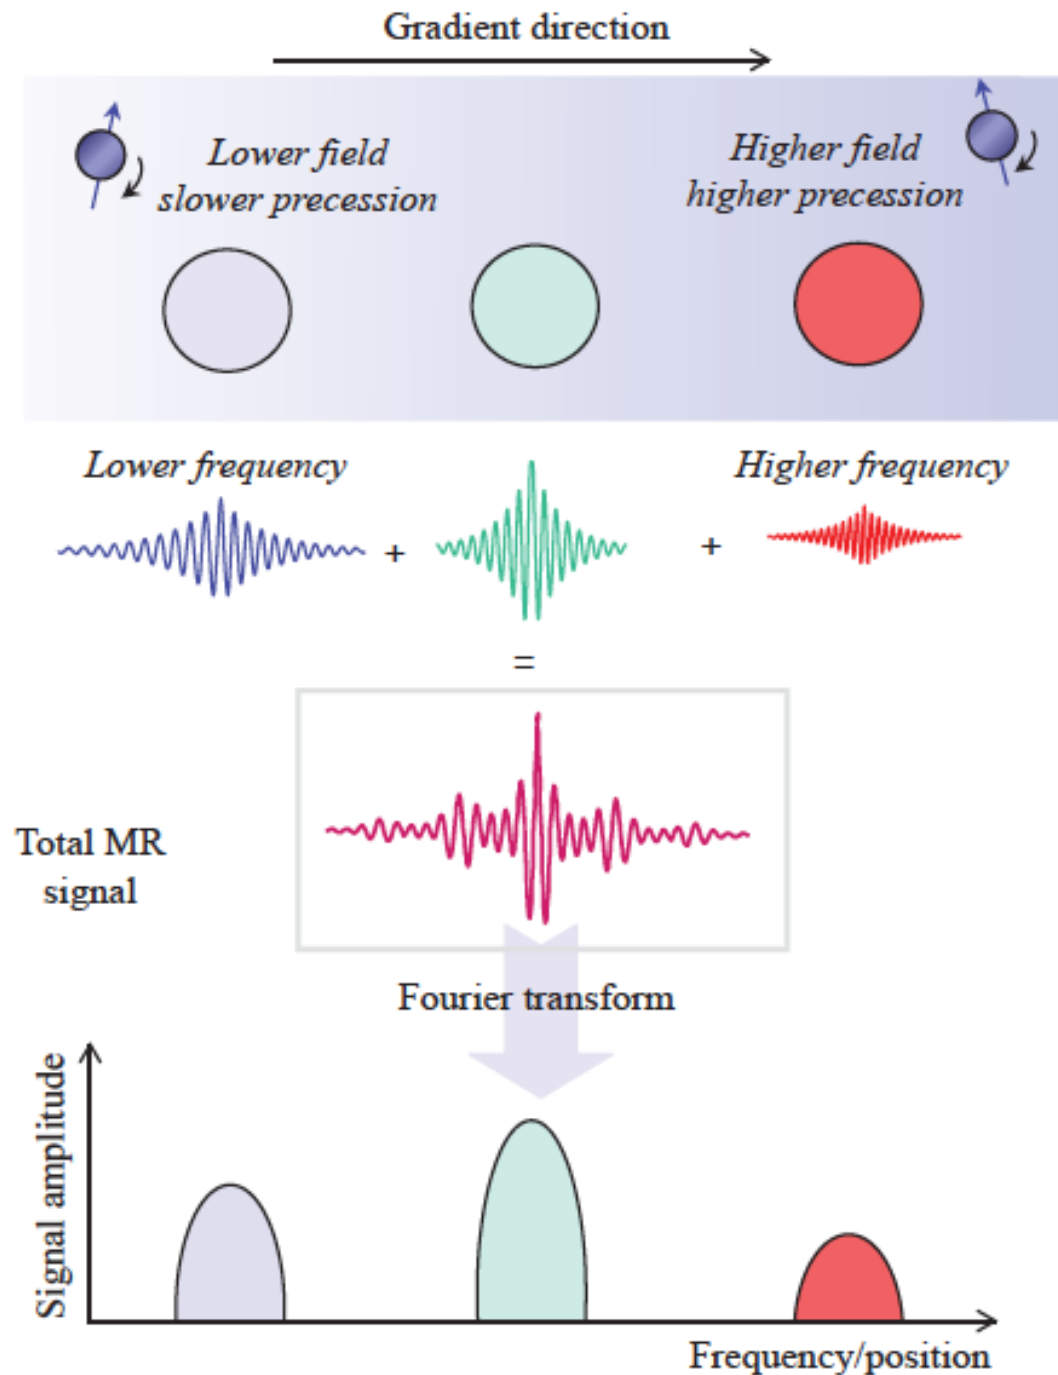 Gradient direction
Lower field
slower precession
Higher field
higher precession
Lower frequency
Higher frequency
+
+
=
Total MR
signal
Fourier transform
Signal amplitude
Frequency/position